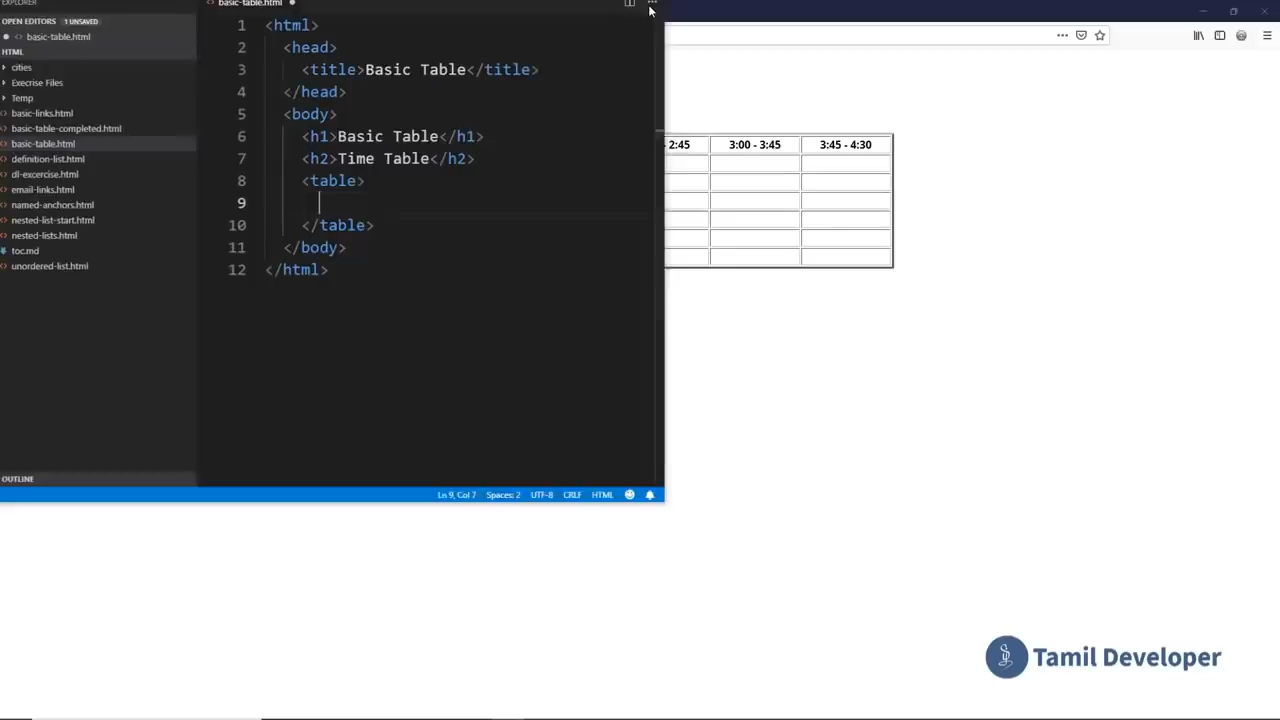 EXPLORER
OPEN EDITORS 1 UNSAVED
basic-table.html
HTML
cities
Execrise Files
Temp
basic-links.html
basic-table-completed.html
basic-table.html
definition-list.html
dl-excercise.html
email-links.html
named-anchors.html
nested-list-start.html
nested-lists.html
toc.md
unordered-list.html
OUTLINE
basic-table.html
1 <html>
2 <head>
3 <title>Basic Table</title>
4 </head>
5 <body>
6 <h1>Basic Table</h1>
7 <h2>Time Table</h2>
8 <table>
9
10 </table>
11 </body>
12 </html>
Ln 9, Col 7 Spaces: 2 UTF-8 CRLF HTML
- 2:45 3:00 - 3:45 3:45 - 4:30
Tamil Developer